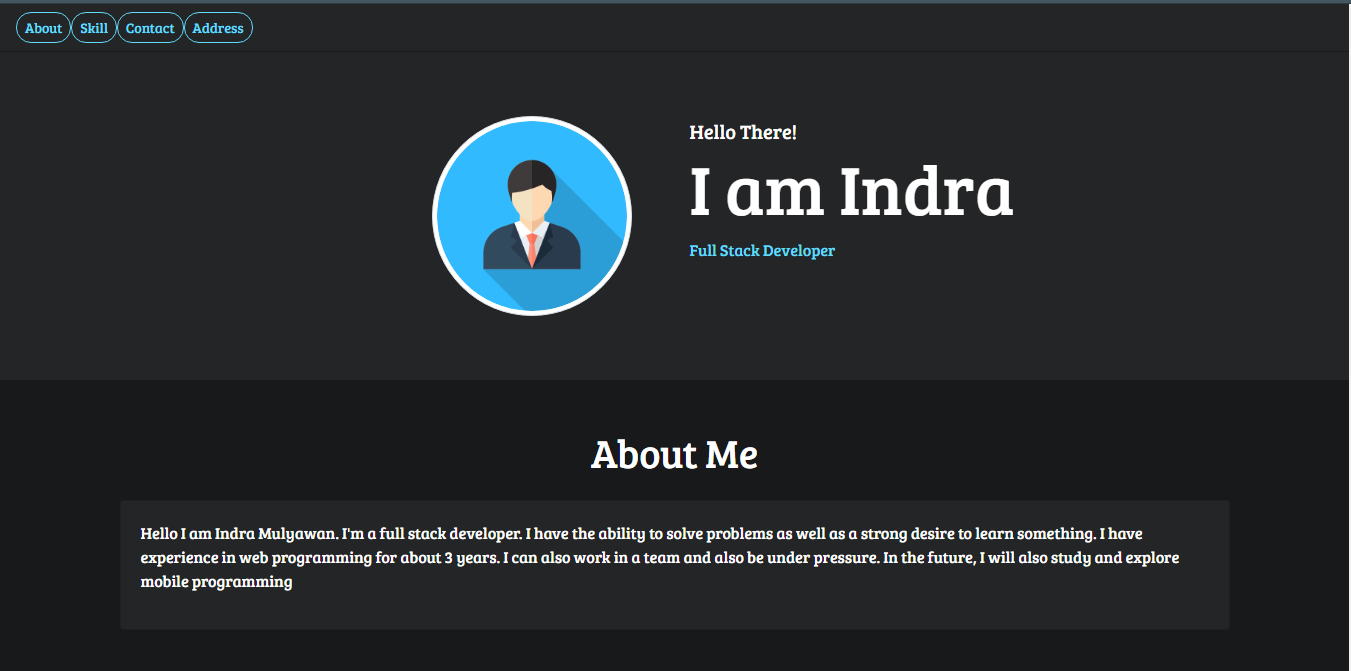 About Skill Contact Address
Hello There!
I am Indra
Full Stack Developer
About Me
Hello I am Indra Mulyawan. I'm a full stack developer. I have the ability to solve problems as well as a strong desire to learn something. I have
experience in web programming for about 3 years. I can also work in a team and also be under pressure. In the future, I will also study and explore
mobile programming